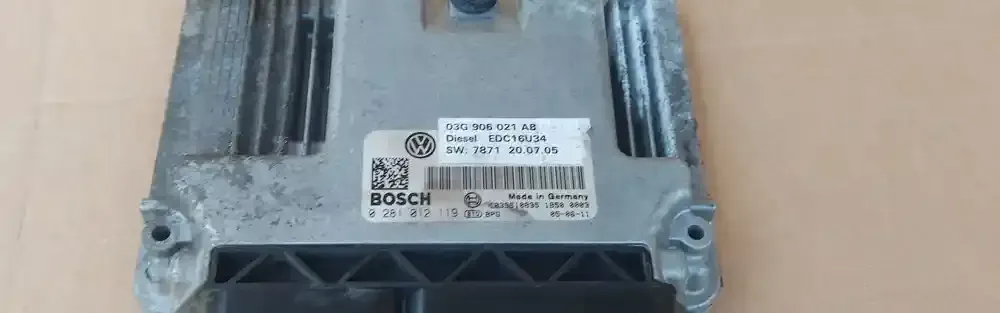 03G 906 021 AB
Diesel EDC16U34
SW: 7871 20.07.05
Made in Germany
BOSCH
0 281 012 119 BPG
05-08-11